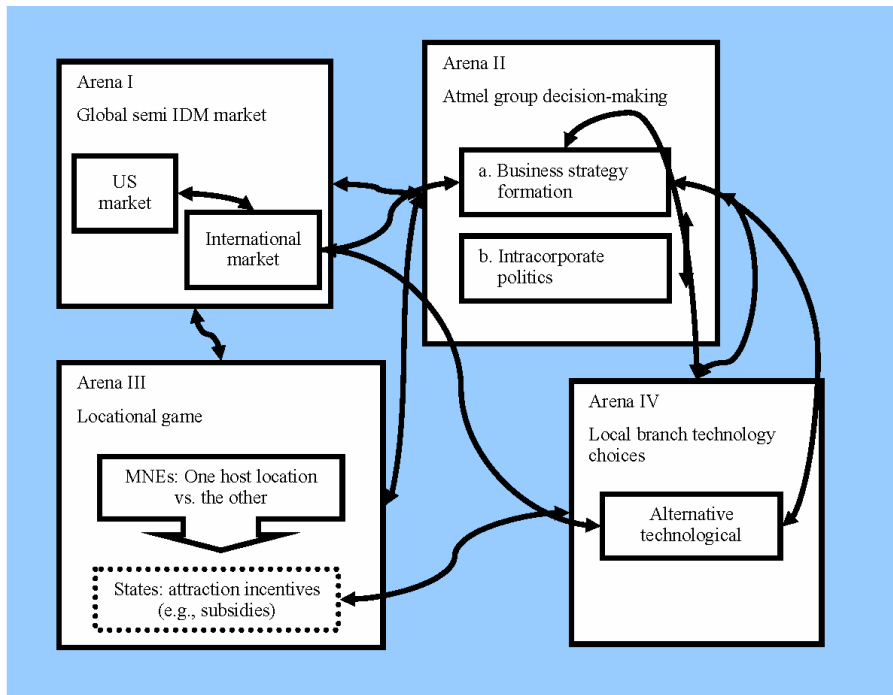 Arena I
Global semi IDM market
US
market
International
market
Arena II
Atmel group decision-making
a. Business strategy
formation
b. Intracorporate
politics
Arena III
Locational game
MNEs: One host location
vs. the other
States: attraction incentives
(e.g., subsidies)
Arena IV
Local branch technology
choices
Alternative
technological